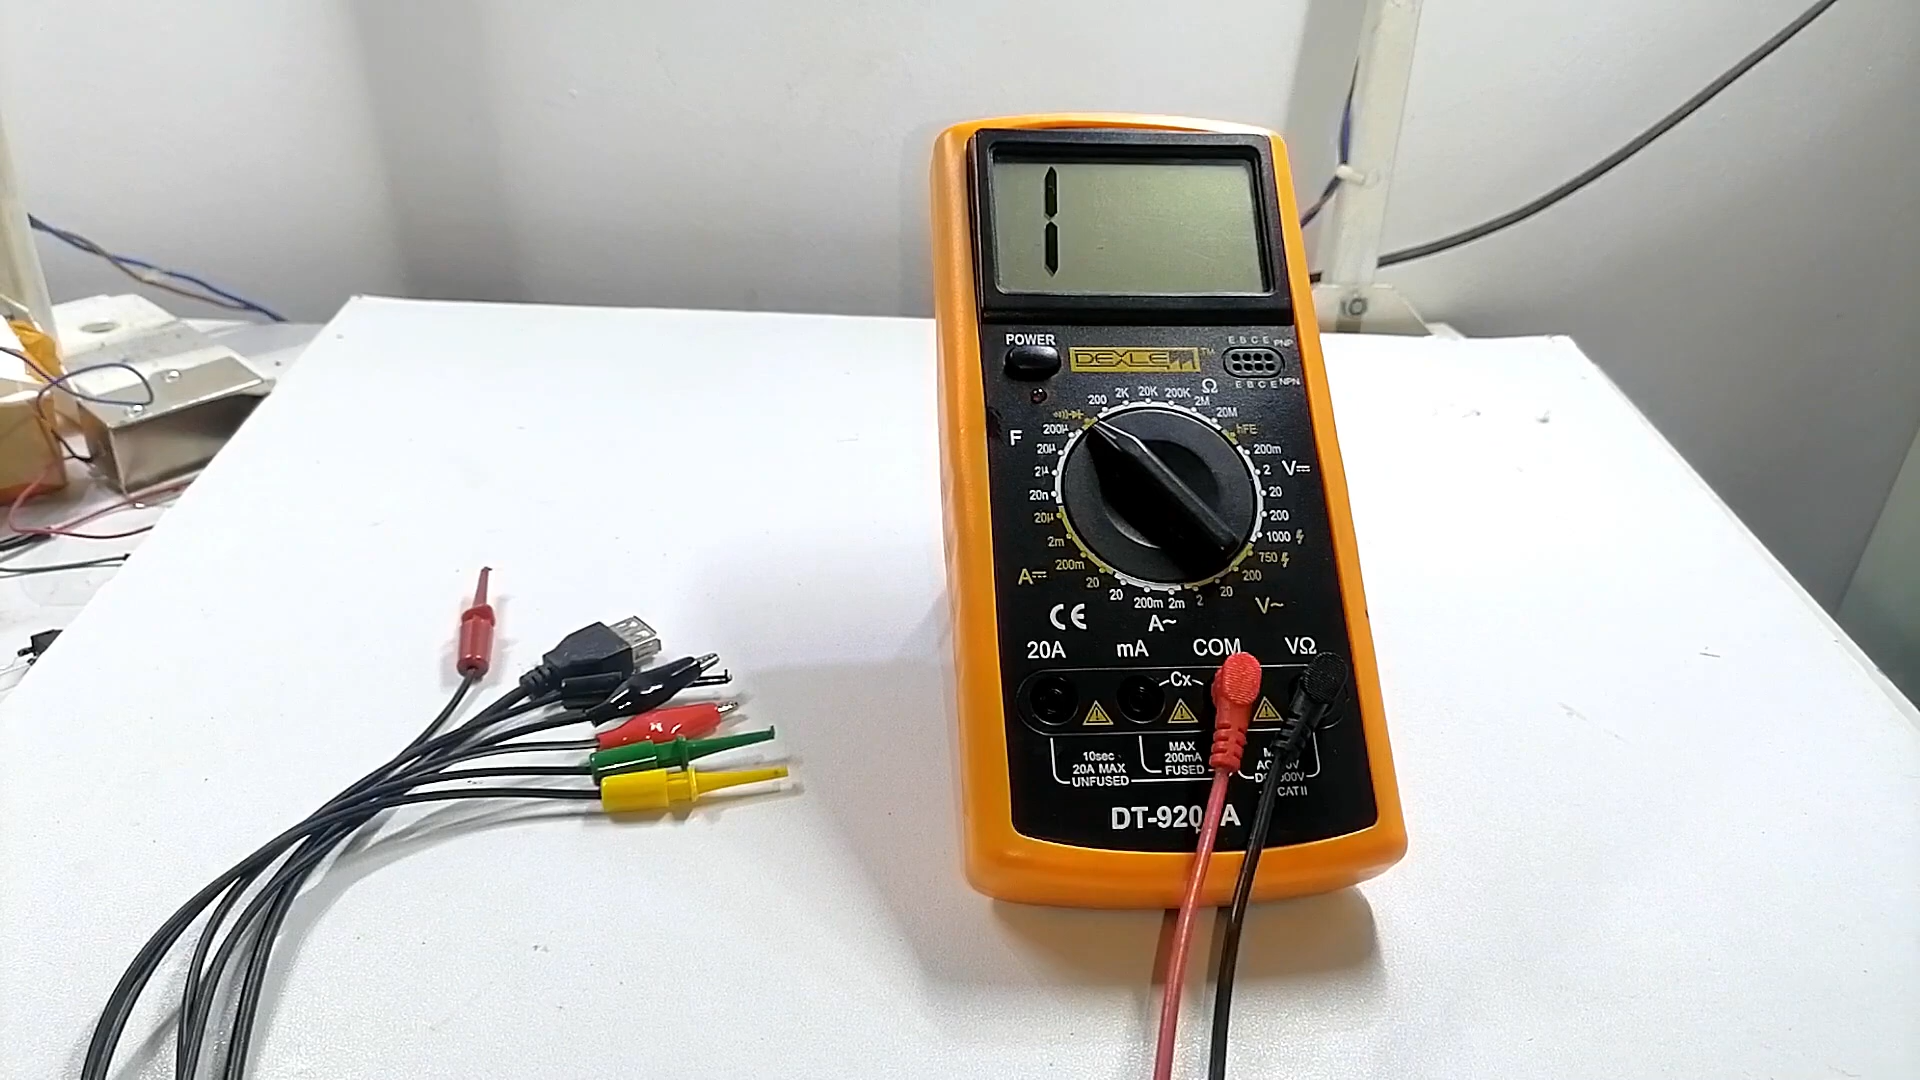 POWER
DEXLE
TM
E B C E PNP
E B C E NPN
Ω
200 2K 20K 200K 2M 20M
hFE
F
200µ
20µ
2µ
20n
20µ
2m
200m
20
A
200m
2
V
20
200
1000
750
200
20
2
V~
20
200m
2m
A~
CE
20A mA COM VΩ
Cx
10sec
20A MAX
UNFUSED
MAX
200mA
FUSED
CAT II
DT-920 A
1